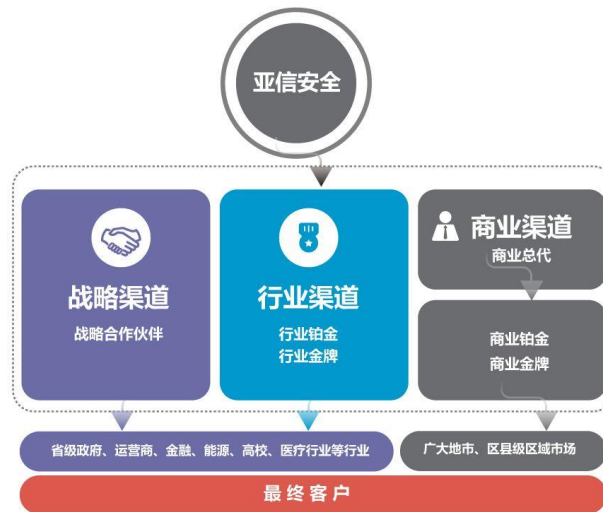 亚信安全
战略渠道
战略合作伙伴
行业渠道
行业铂金
行业金牌
商业渠道
商业总代
商业铂金
商业金牌
省级政府、运营商、金融、能源、高校、医疗行业等行业
广大地市、区县级区域市场
最终客户